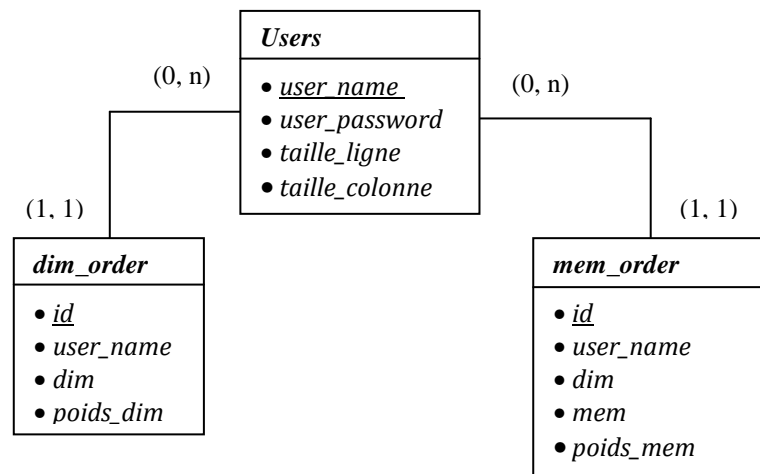 Users
• user_name
• user_password
• taille_ligne
• taille_colonne
(0, n)
(0, n)
(1, 1)
(1, 1)
dim_order
• id
• user_name
• dim
• poids_dim
mem_order
• id
• user_name
• dim
• mem
• poids_mem